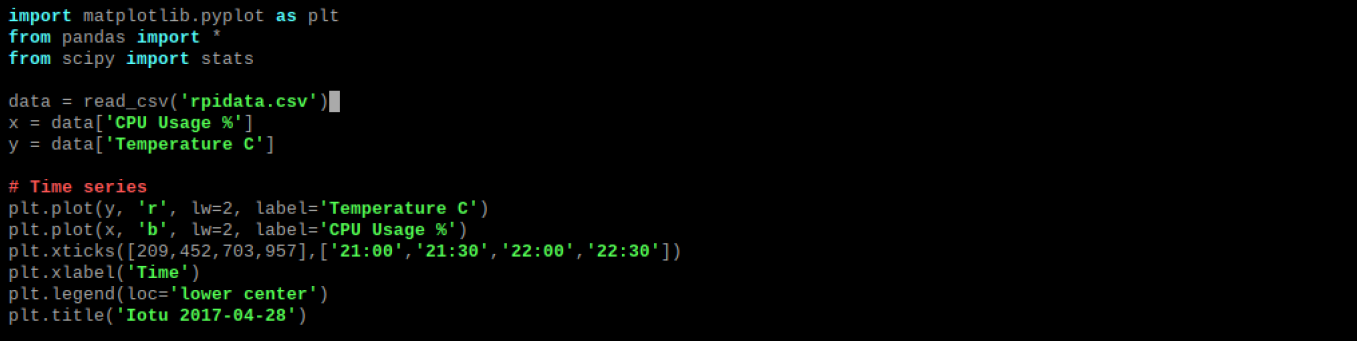 import matplotlib.pyplot as plt
from pandas import *
from scipy import stats
data = read_csv('rpidata.csv')
x = data['CPU Usage %']
y = data['Temperature C']
# Time series
plt.plot(y, 'r', lw=2, label='Temperature C')
plt.plot(x, 'b', lw=2, label='CPU Usage %')
plt.xticks([209,452,703,957],['21:00','21:30','22:00','22:30'])
plt.xlabel('Time')
plt.legend(loc='lower center')
plt.title('Iotu 2017-04-28')